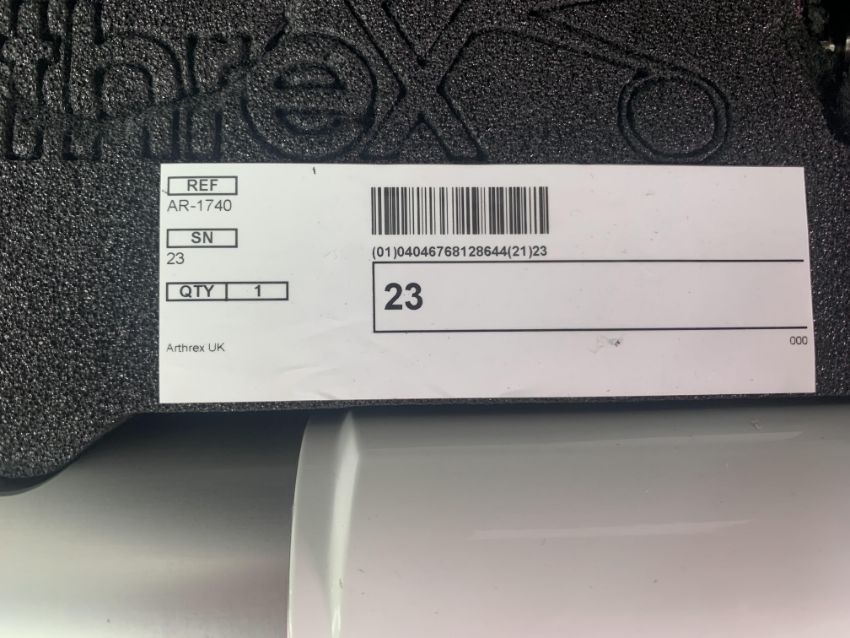 threx
REF
AR-1740
SN
23
QTY 1
Arthrex UK
(01)04046768128644(21)23
23
000